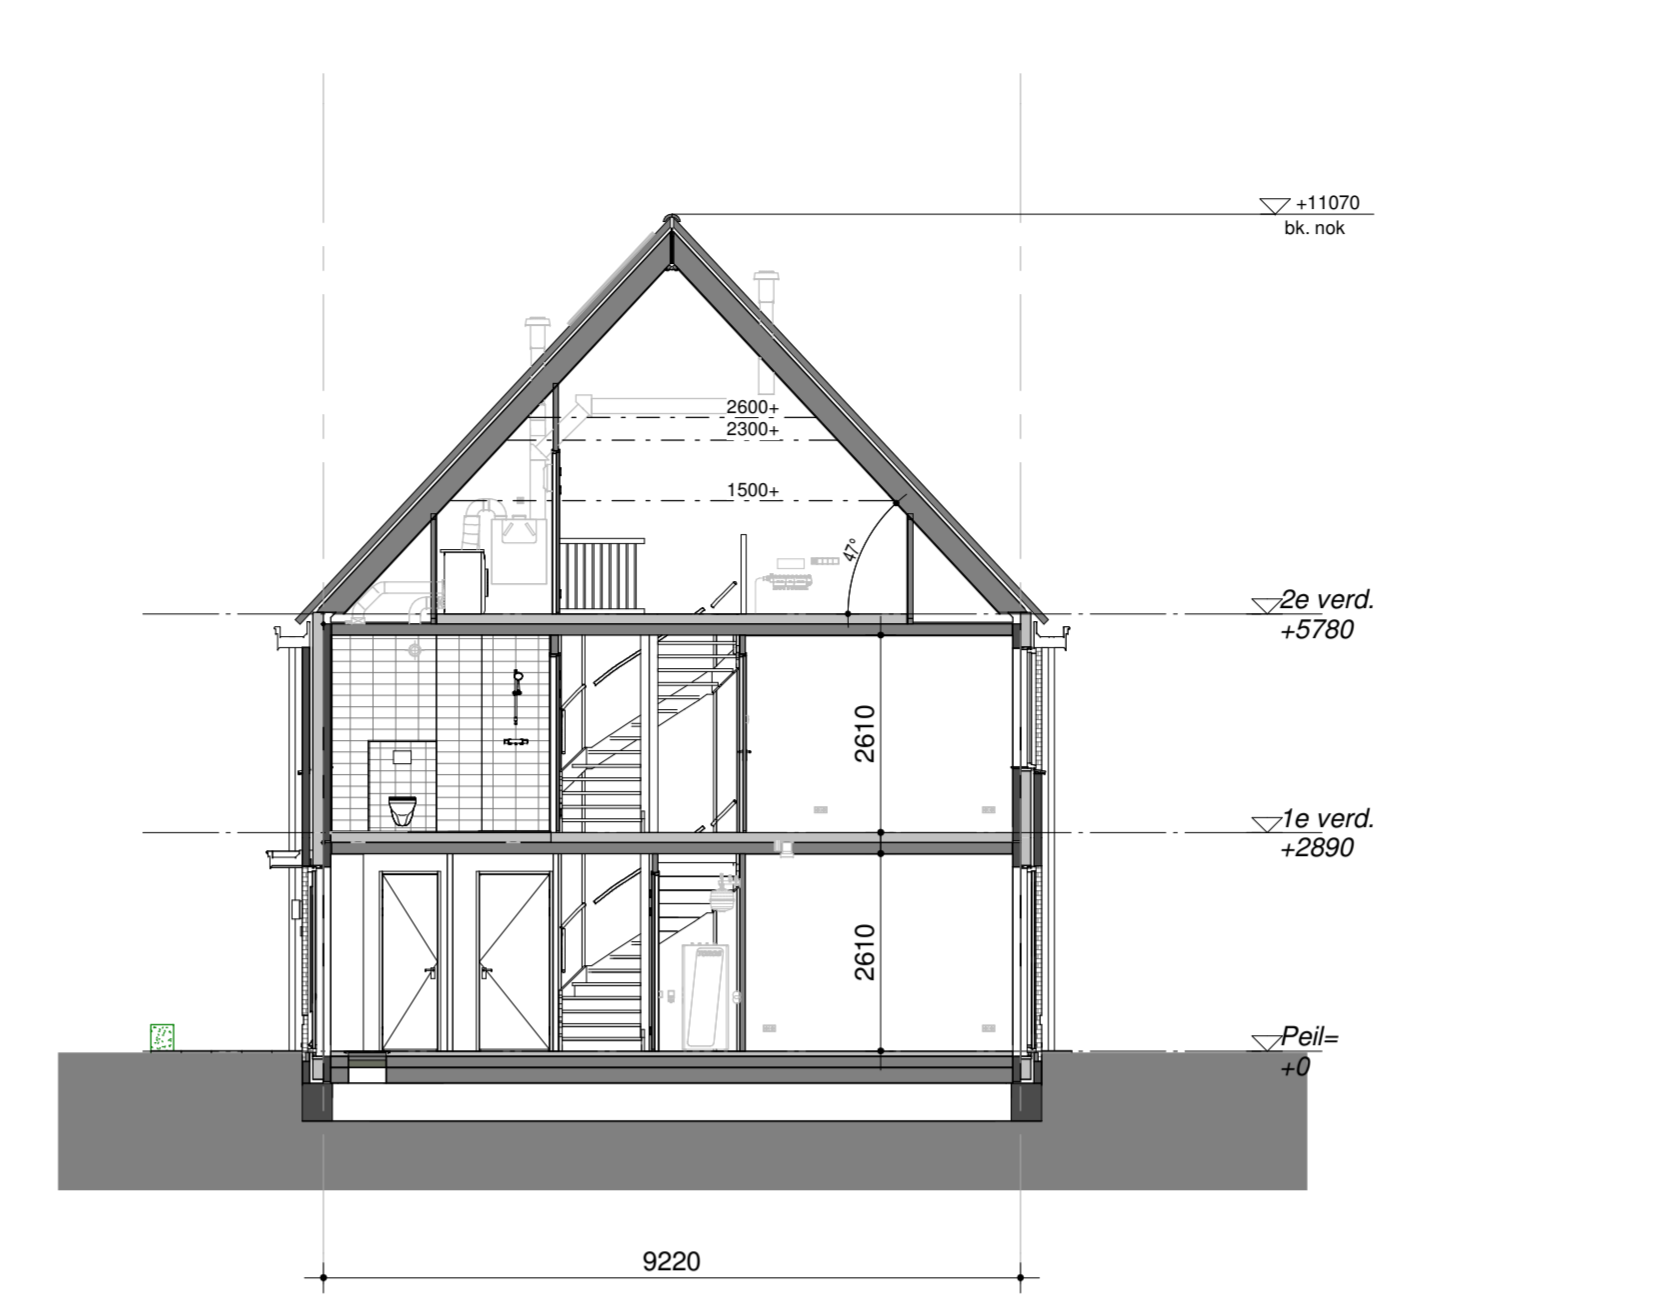 +11070
bk. nok
2600+
2300+
1500+
47°
2e verd.
+5780
2610
1e verd.
+2890
2610
Peil=
+0
9220